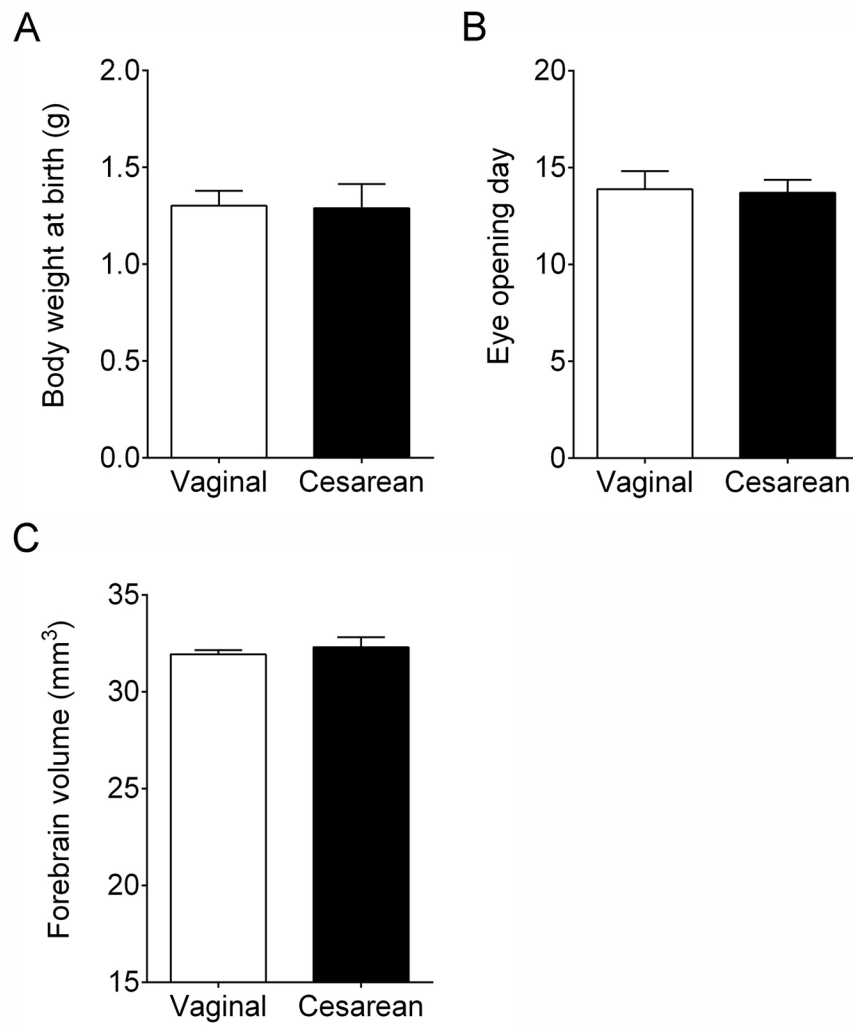 A
Body weight at birth (g)
2.0
1.5
1.0
0.5
0.0
Vaginal Cesarean
B
Eye opening day
20
15
10
5
0
Vaginal Cesarean
C
Forebrain volume (mm³)
35
30
25
20
15
Vaginal Cesarean